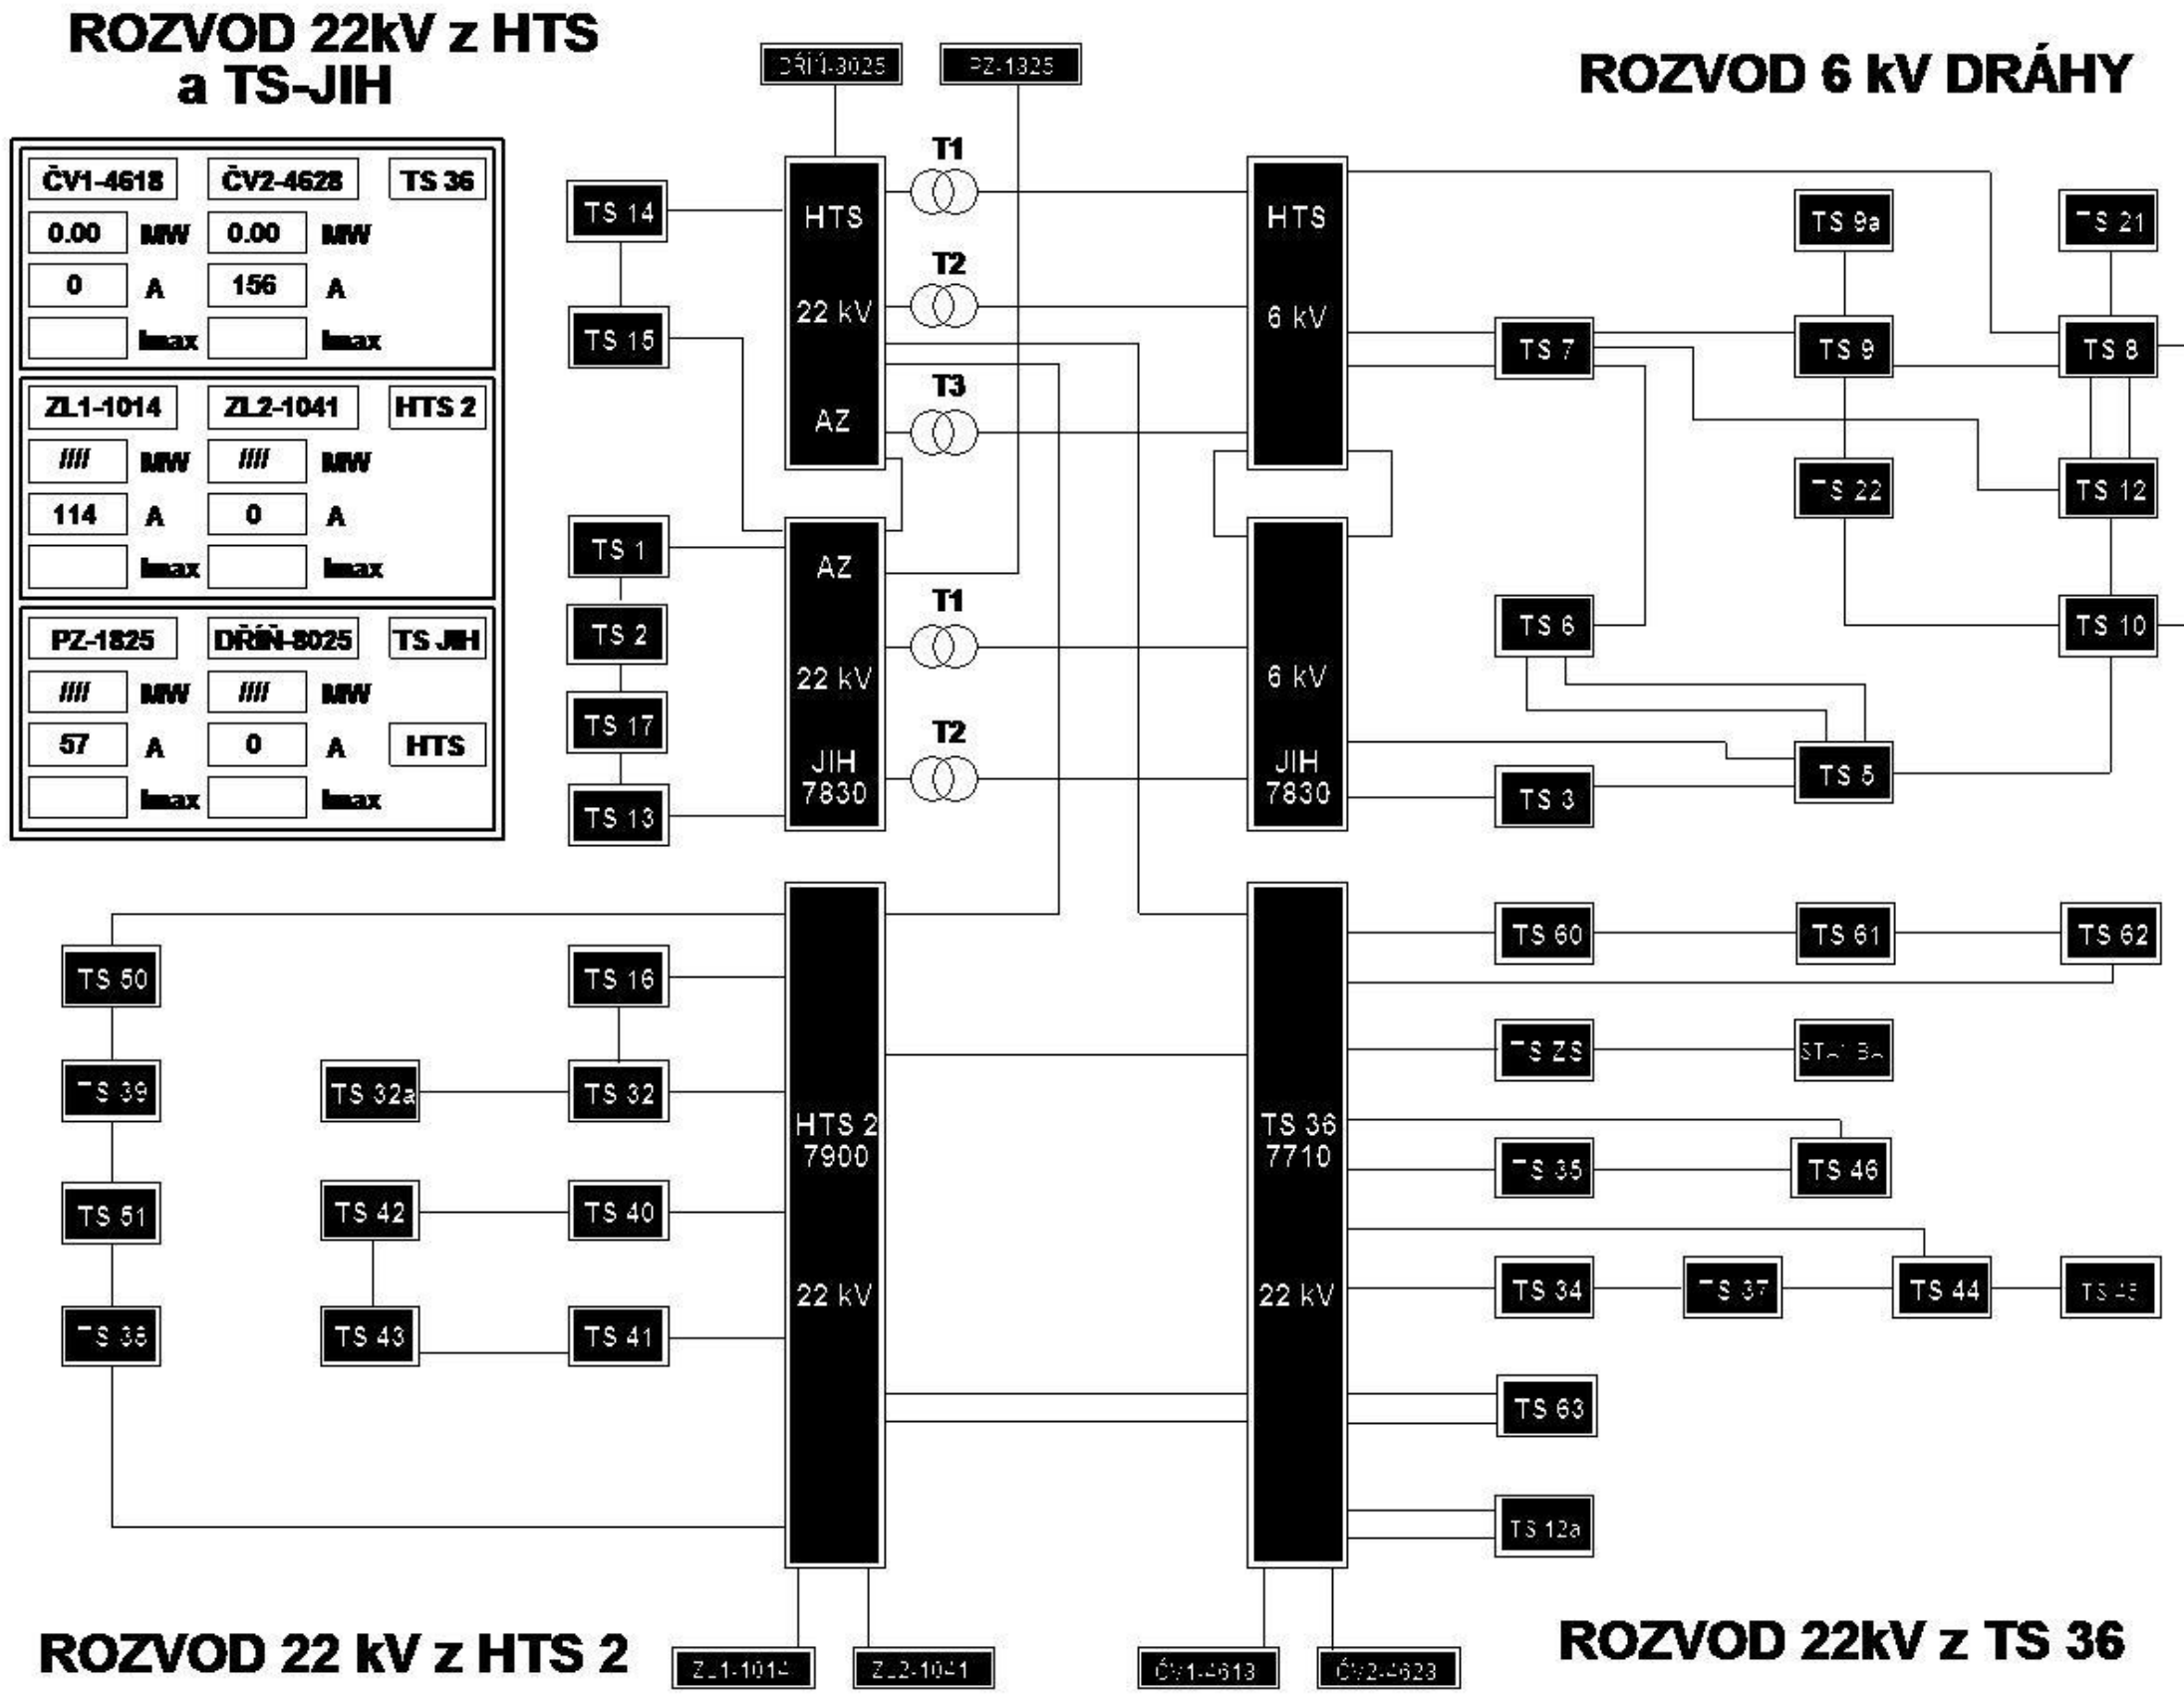 ROZVOD 22kV z HTS
a TS-JIH
ROZVOD 6 kV DRÁHY
ČV1-4618 ČV2-4628 TS 36
0.00 MW 0.00 MW
0 A 156 A
Imax Imax
ZL1-1014 ZL2-1041 HTS 2
//// MW //// MW
114 A 0 A
Imax Imax
PZ-1825 DŘÍŇ-8025 TS JIH
//// MW //// MW
57 A 0 A HTS
Imax Imax
T1
T2
T3
HTS
22 kV
AZ
HTS
6 kV
TS 14
TS 15
TS 1
TS 2
TS 17
TS 13
AZ
22 kV
JIH
7830
T1
T2
6 kV
JIH
7830
TS 9a
TS 21
TS 7
TS 9
TS 8
TS 22
TS 12
TS 6
TS 10
TS 5
TS 3
TS 50
TS 16
TS 39
TS 32a
TS 32
TS 51
TS 42
TS 40
TS 38
TS 43
TS 41
HTS 2
7900
22 kV
TS 36
7710
22 kV
TS 60
TS 61
TS 62
TS ZS
TS 35
TS 46
TS 34
TS 37
TS 44
TS 63
TS 12a
ZL1-1014
ZL2-1041
ROZVOD 22 kV z HTS 2
ROZVOD 22kV z TS 36